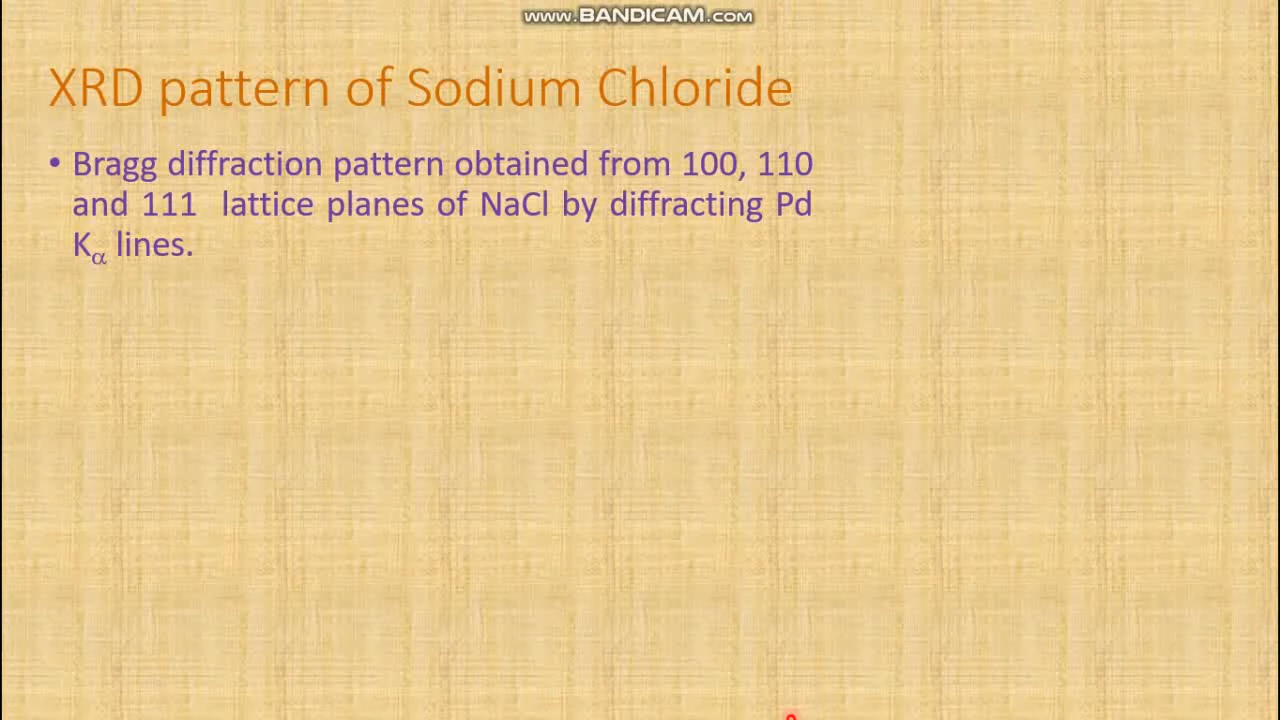 www.BANDICAM.com
XRD pattern of Sodium Chloride
• Bragg diffraction pattern obtained from 100, 110
and 111 lattice planes of NaCl by diffracting Pd
Kα lines.